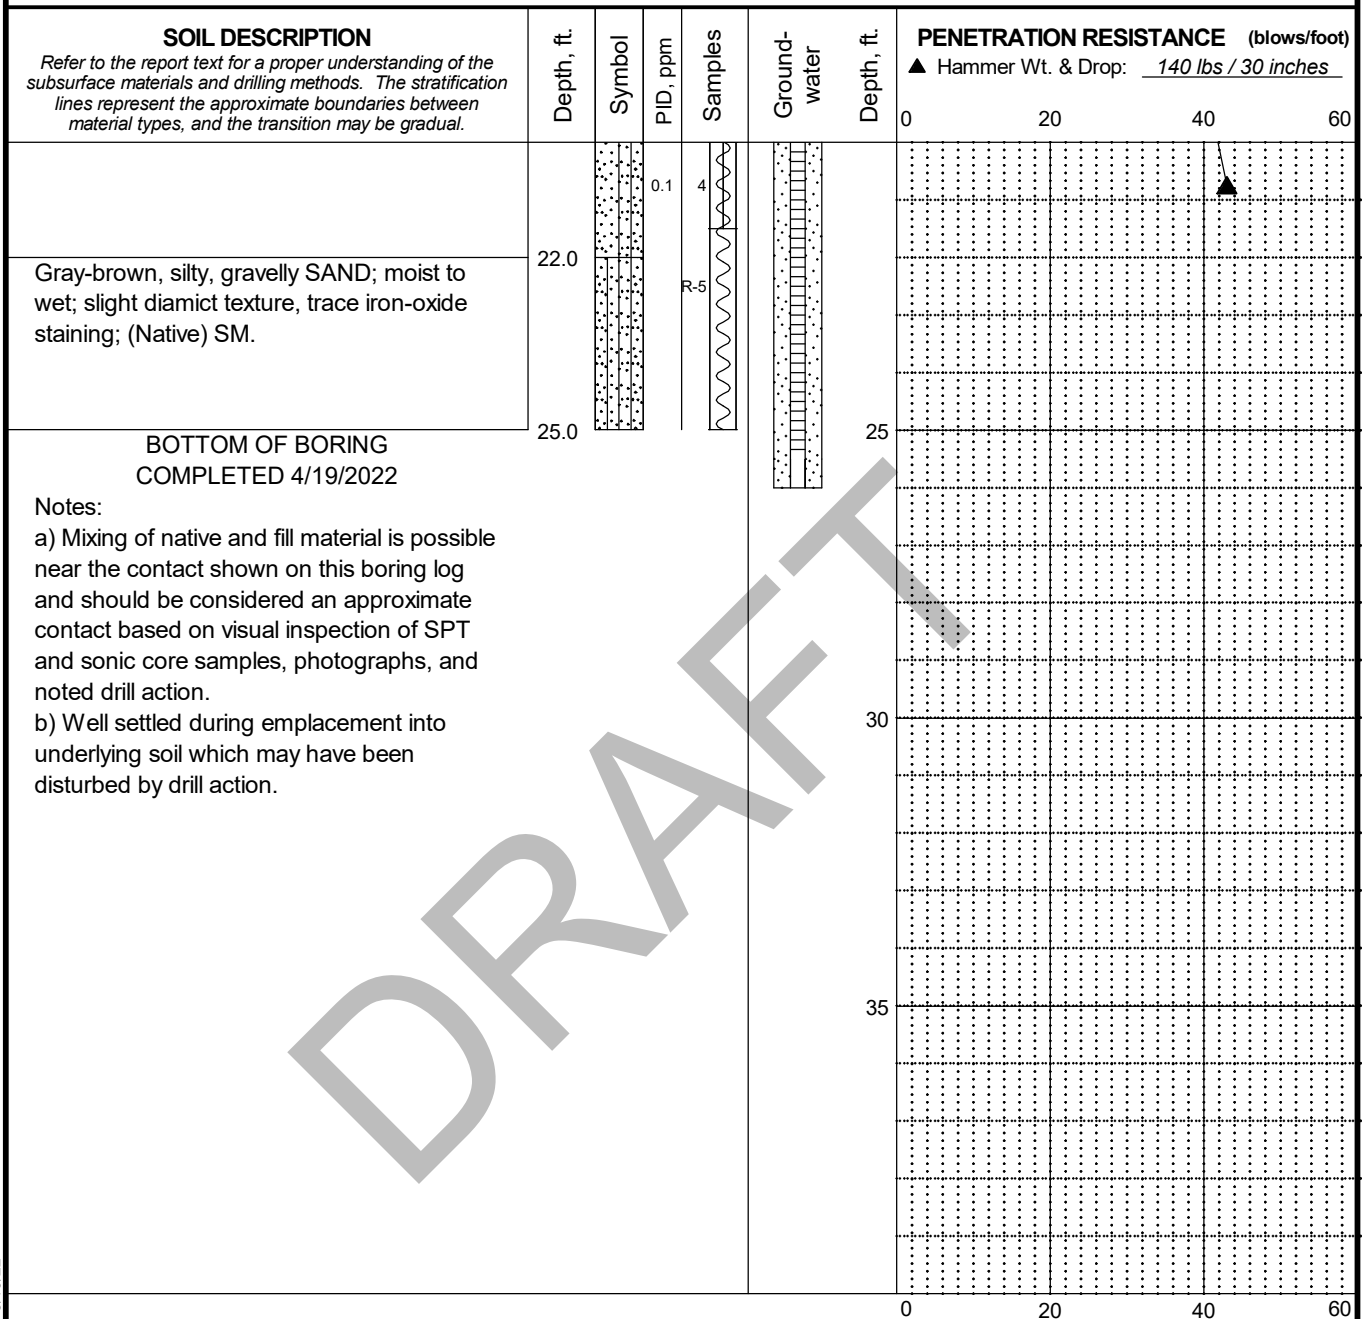 SOIL DESCRIPTION
Refer to the report text for a proper understanding of the
subsurface materials and drilling methods. The stratification
lines represent the approximate boundaries between
material types, and the transition may be gradual.
Depth, ft.
Symbol
PID, ppm
Samples
Ground-
water
Depth, ft.
PENETRATION RESISTANCE (blows/foot)
▲ Hammer Wt. & Drop: 140 lbs / 30 inches
0 20 40 60
0.1 4
22.0
Gray-brown, silty, gravelly SAND; moist to
wet; slight diamict texture, trace iron-oxide
staining; (Native) SM.
R-5
25.0
25
BOTTOM OF BORING
COMPLETED 4/19/2022
Notes:
a) Mixing of native and fill material is possible
near the contact shown on this boring log
and should be considered an approximate
contact based on visual inspection of SPT
and sonic core samples, photographs, and
noted drill action.
b) Well settled during emplacement into
underlying soil which may have been
disturbed by drill action.
30
35
DRAFT
0 20 40 60